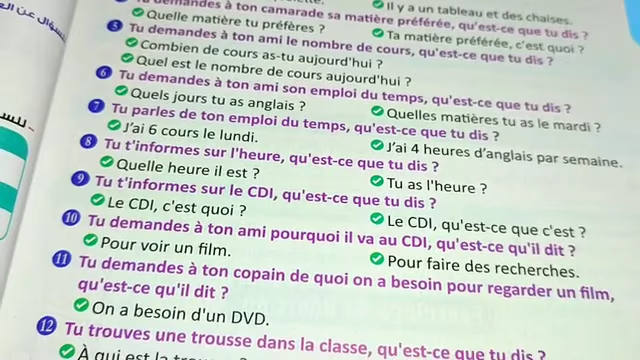 Il y a un tableau et des chaises.
demandes à ton camarade sa matière préférée, qu'est-ce que tu dis ?
Quelle matière tu préfères ? Ta matière préférée, c'est quoi ?
5 Tu demandes à ton ami le nombre de cours, qu'est-ce que tu dis ?
Combien de cours as-tu aujourd'hui ?
Quel est le nombre de cours aujourd'hui ?
6 Tu demandes à ton ami son emploi du temps, qu'est-ce que tu dis ?
Quels jours tu as anglais ? Quelles matières tu as le mardi ?
7 Tu parles de ton emploi du temps, qu'est-ce que tu dis ?
J'ai 6 cours le lundi. J'ai 4 heures d'anglais par semaine.
8 Tu t'informes sur l'heure, qu'est-ce que tu dis ?
Quelle heure il est ? Tu as l'heure ?
9 Tu t'informes sur le CDI, qu'est-ce que tu dis ?
Le CDI, c'est quoi ? Le CDI, qu'est-ce que c'est ?
10 Tu demandes à ton ami pourquoi il va au CDI, qu'est-ce qu'il dit ?
Pour voir un film. Pour faire des recherches.
11 Tu demandes à ton copain de quoi on a besoin pour regarder un film,
qu'est-ce qu'il dit ?
On a besoin d'un DVD.
12 Tu trouves une trousse dans la classe, qu'est-ce que tu dis ?
À qui est la